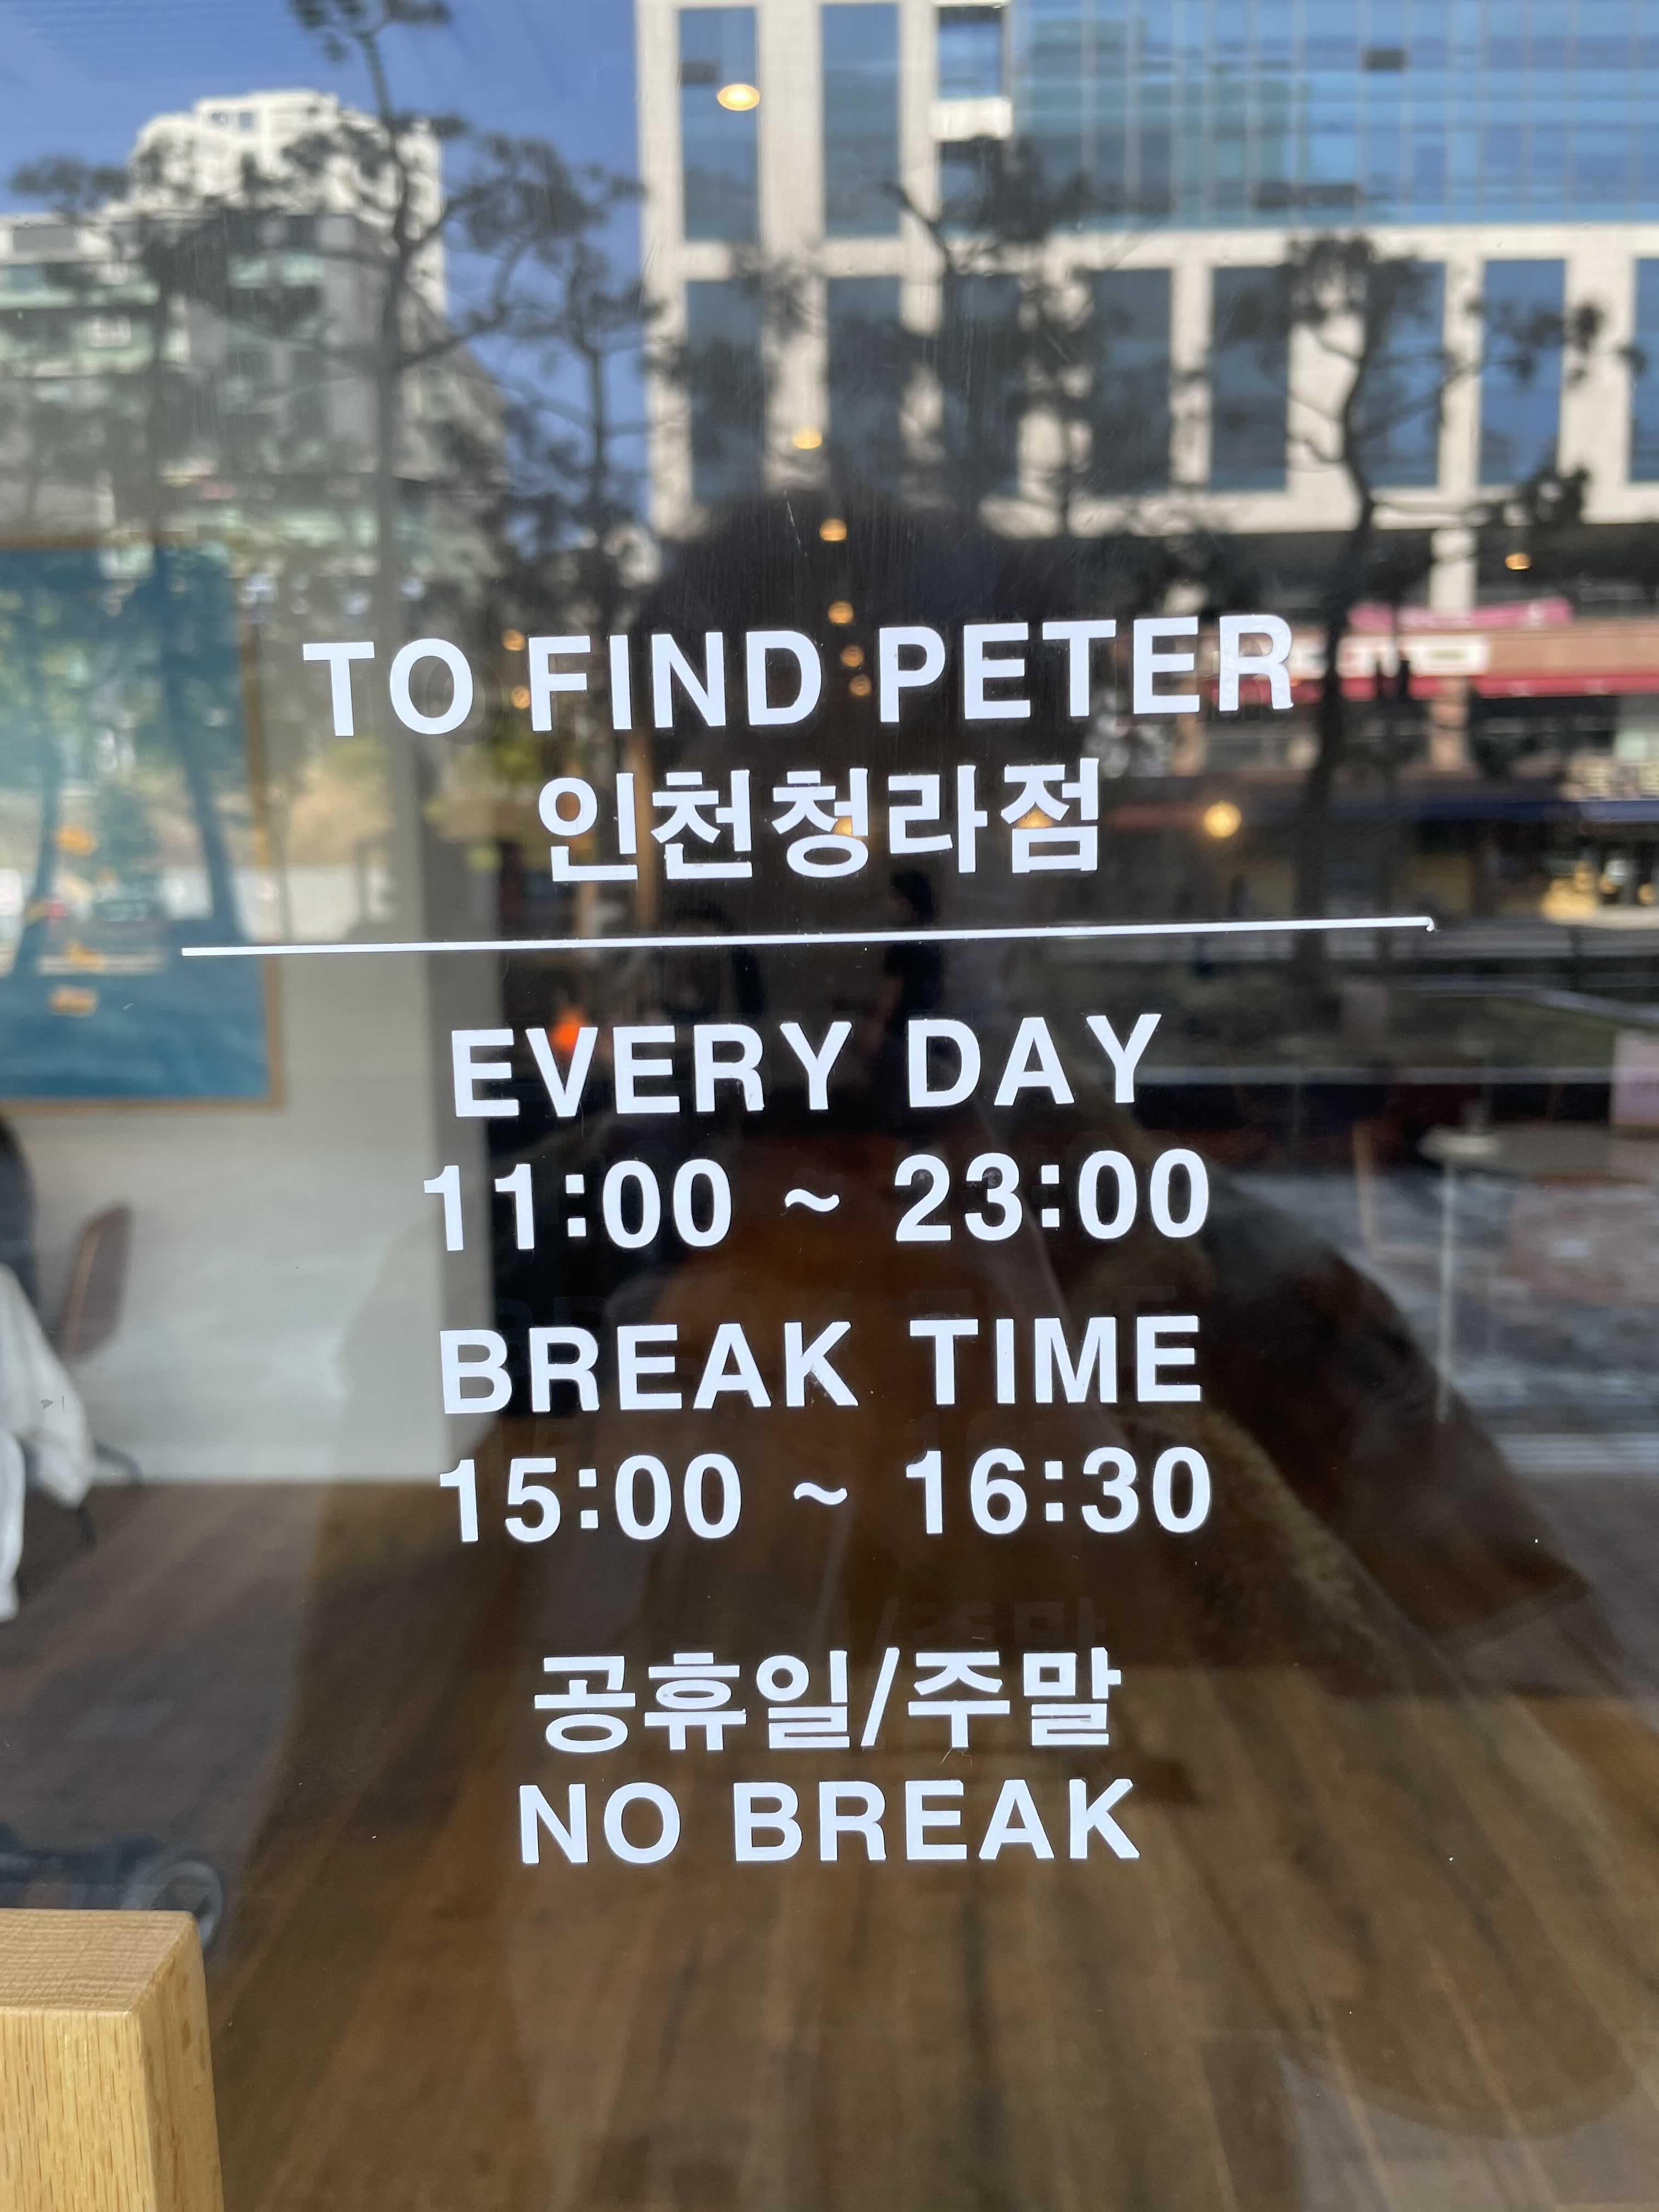 TO FIND PETER
인천청라점
EVERY DAY
11:00 ~ 23:00
BREAK TIME
15:00 ~ 16:30
공휴일/주말
NO BREAK